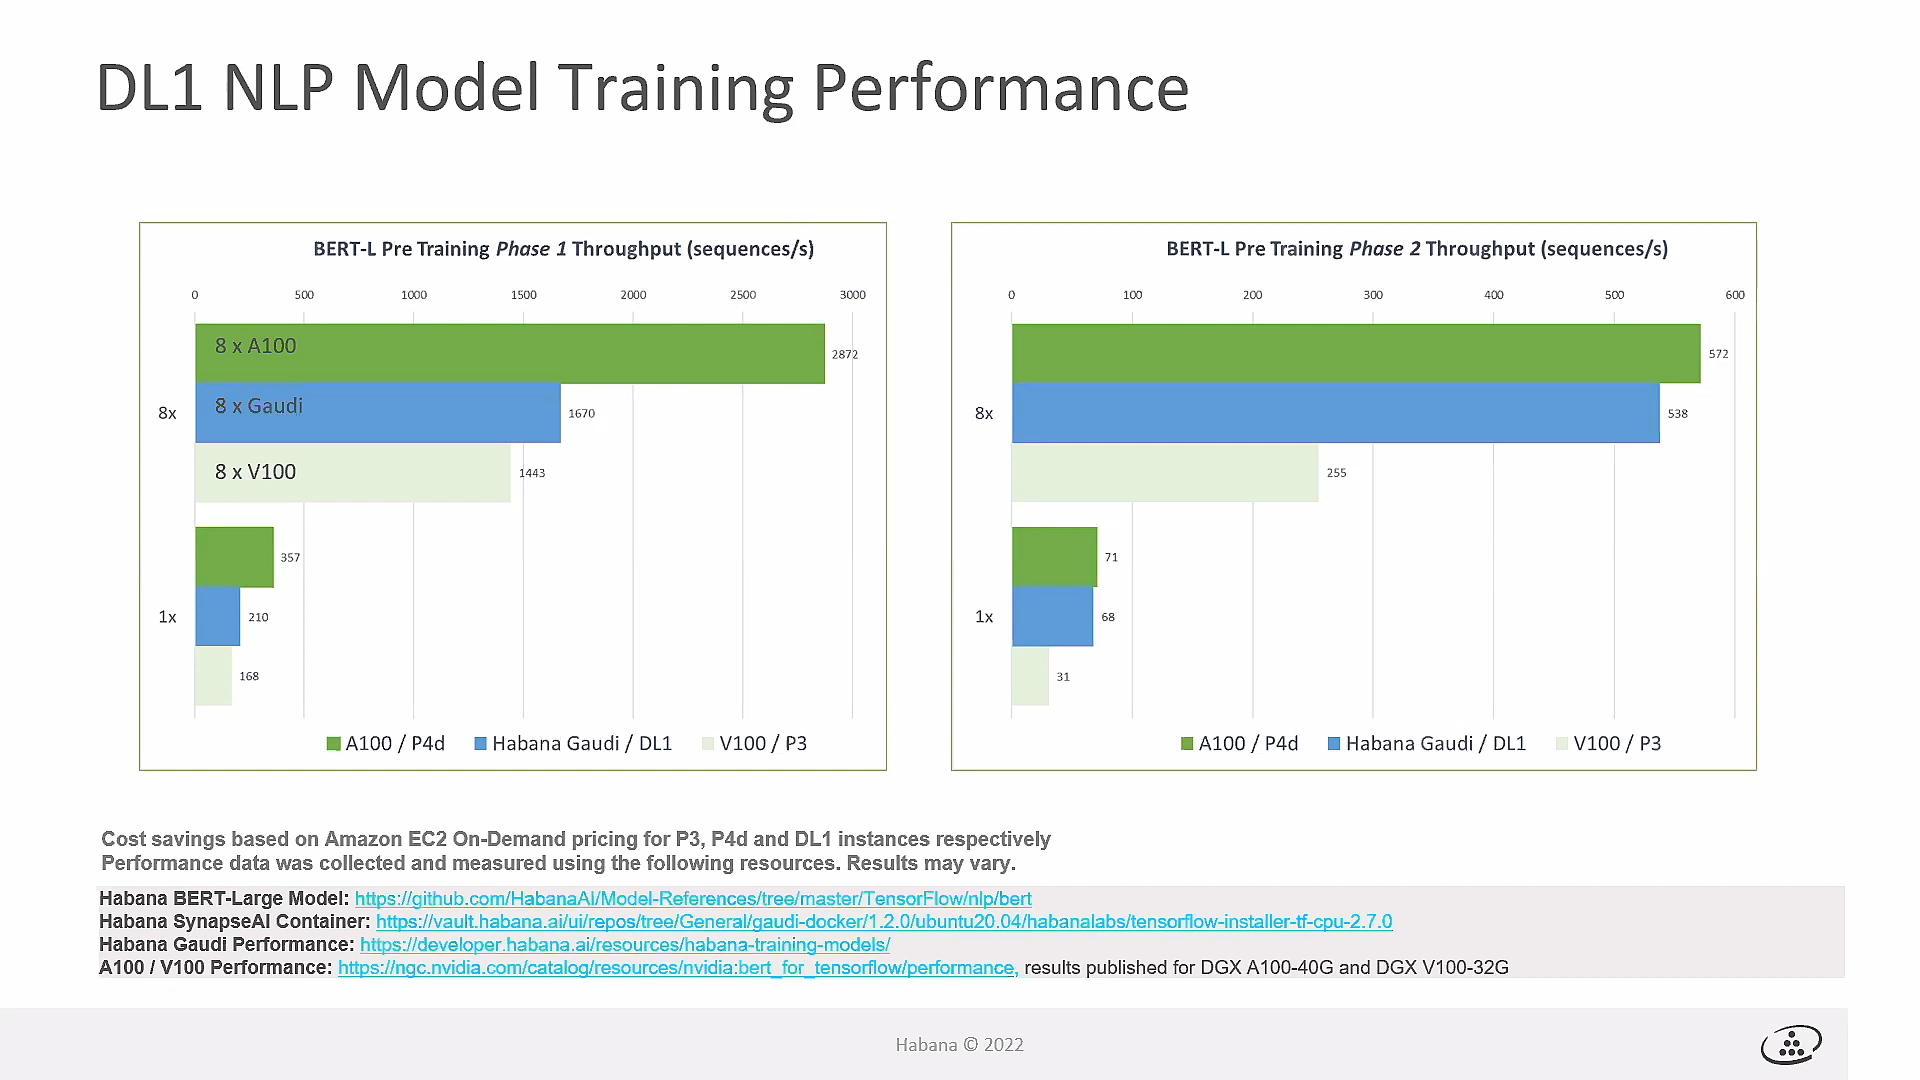 DL1 NLP Model Training Performance
BERT-L Pre Training Phase 1 Throughput (sequences/s)
0 500 1000 1500 2000 2500 3000
8x
8 x A100
2872
8 x Gaudi
1670
8 x V100
1443
1x
357
210
168
A100 / P4d Habana Gaudi / DL1 V100 / P3
BERT-L Pre Training Phase 2 Throughput (sequences/s)
0 100 200 300 400 500 600
8x
572
538
255
1x
71
68
31
A100 / P4d Habana Gaudi / DL1 V100 / P3
Cost savings based on Amazon EC2 On-Demand pricing for P3, P4d and DL1 instances respectively
Performance data was collected and measured using the following resources. Results may vary.
Habana BERT-Large Model: https://github.com/HabanaAI/Model-References/tree/master/TensorFlow/nlp/bert
Habana SynapseAI Container: https://vault.habana.ai/ui/repos/tree/General/gaudi-docker/1.2.0/ubuntu20.04/habanalabs/tensorflow-installer-tf-cpu-2.7.0
Habana Gaudi Performance: https://developer.habana.ai/resources/habana-training-models/
A100 / V100 Performance: https://ngc.nvidia.com/catalog/resources/nvidia:bert_for_tensorflow/performance, results published for DGX A100-40G and DGX V100-32G
Habana © 2022